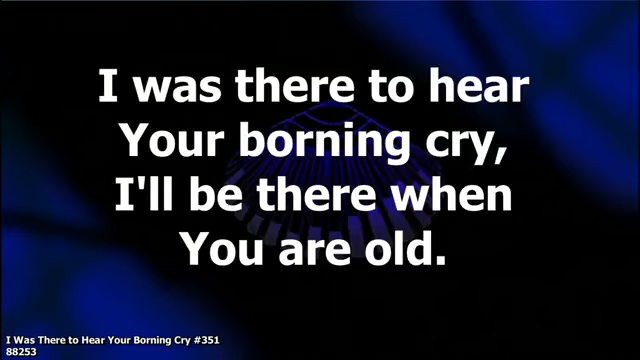 I was there to hear
Your borning cry,
I'll be there when
You are old.
I Was There to Hear Your Borning Cry #351
88253